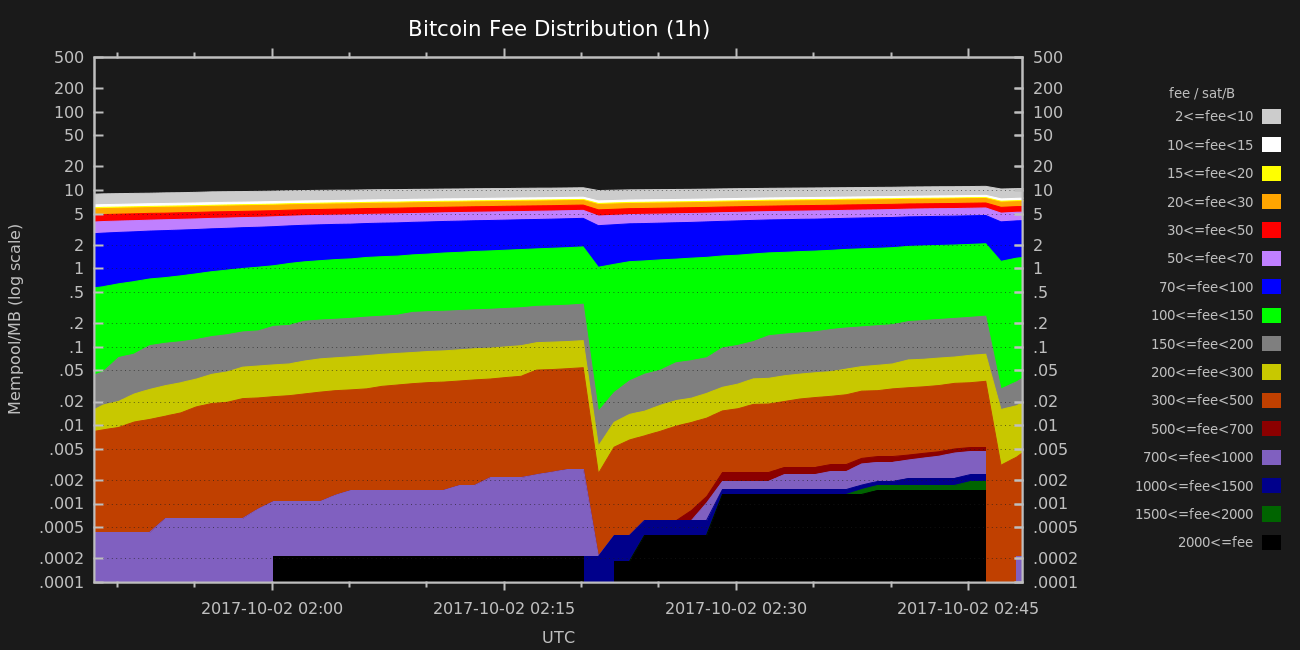 Bitcoin Fee Distribution (1h)
Mempool/MB (log scale)
500
200
100
50
20
10
5
2
1
.5
.2
.1
.05
.02
.01
.005
.002
.001
.0005
.0002
.0001
500
200
100
50
20
10
5
2
1
.5
.2
.1
.05
.02
.01
.005
.002
.001
.0005
.0002
.0001
fee / sat/B
2<=fee<10
10<=fee<15
15<=fee<20
20<=fee<30
30<=fee<50
50<=fee<70
70<=fee<100
100<=fee<150
150<=fee<200
200<=fee<300
300<=fee<500
500<=fee<700
700<=fee<1000
1000<=fee<1500
1500<=fee<2000
2000<=fee
2017-10-02 02:00 2017-10-02 02:15 2017-10-02 02:30 2017-10-02 02:45
UTC